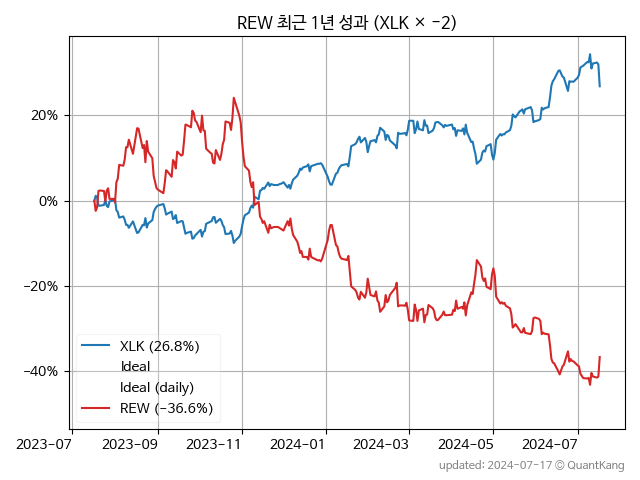 REW 최근 1년 성과 (XLK × −2)
20%
0%
−20%
−40%
XLK (26.8%)
Ideal
Ideal (daily)
REW (−36.6%)
2023−07
2023−09
2023−11
2024−01
2024−03
2024−05
2024−07
updated: 2024−07−17 © QuantKang